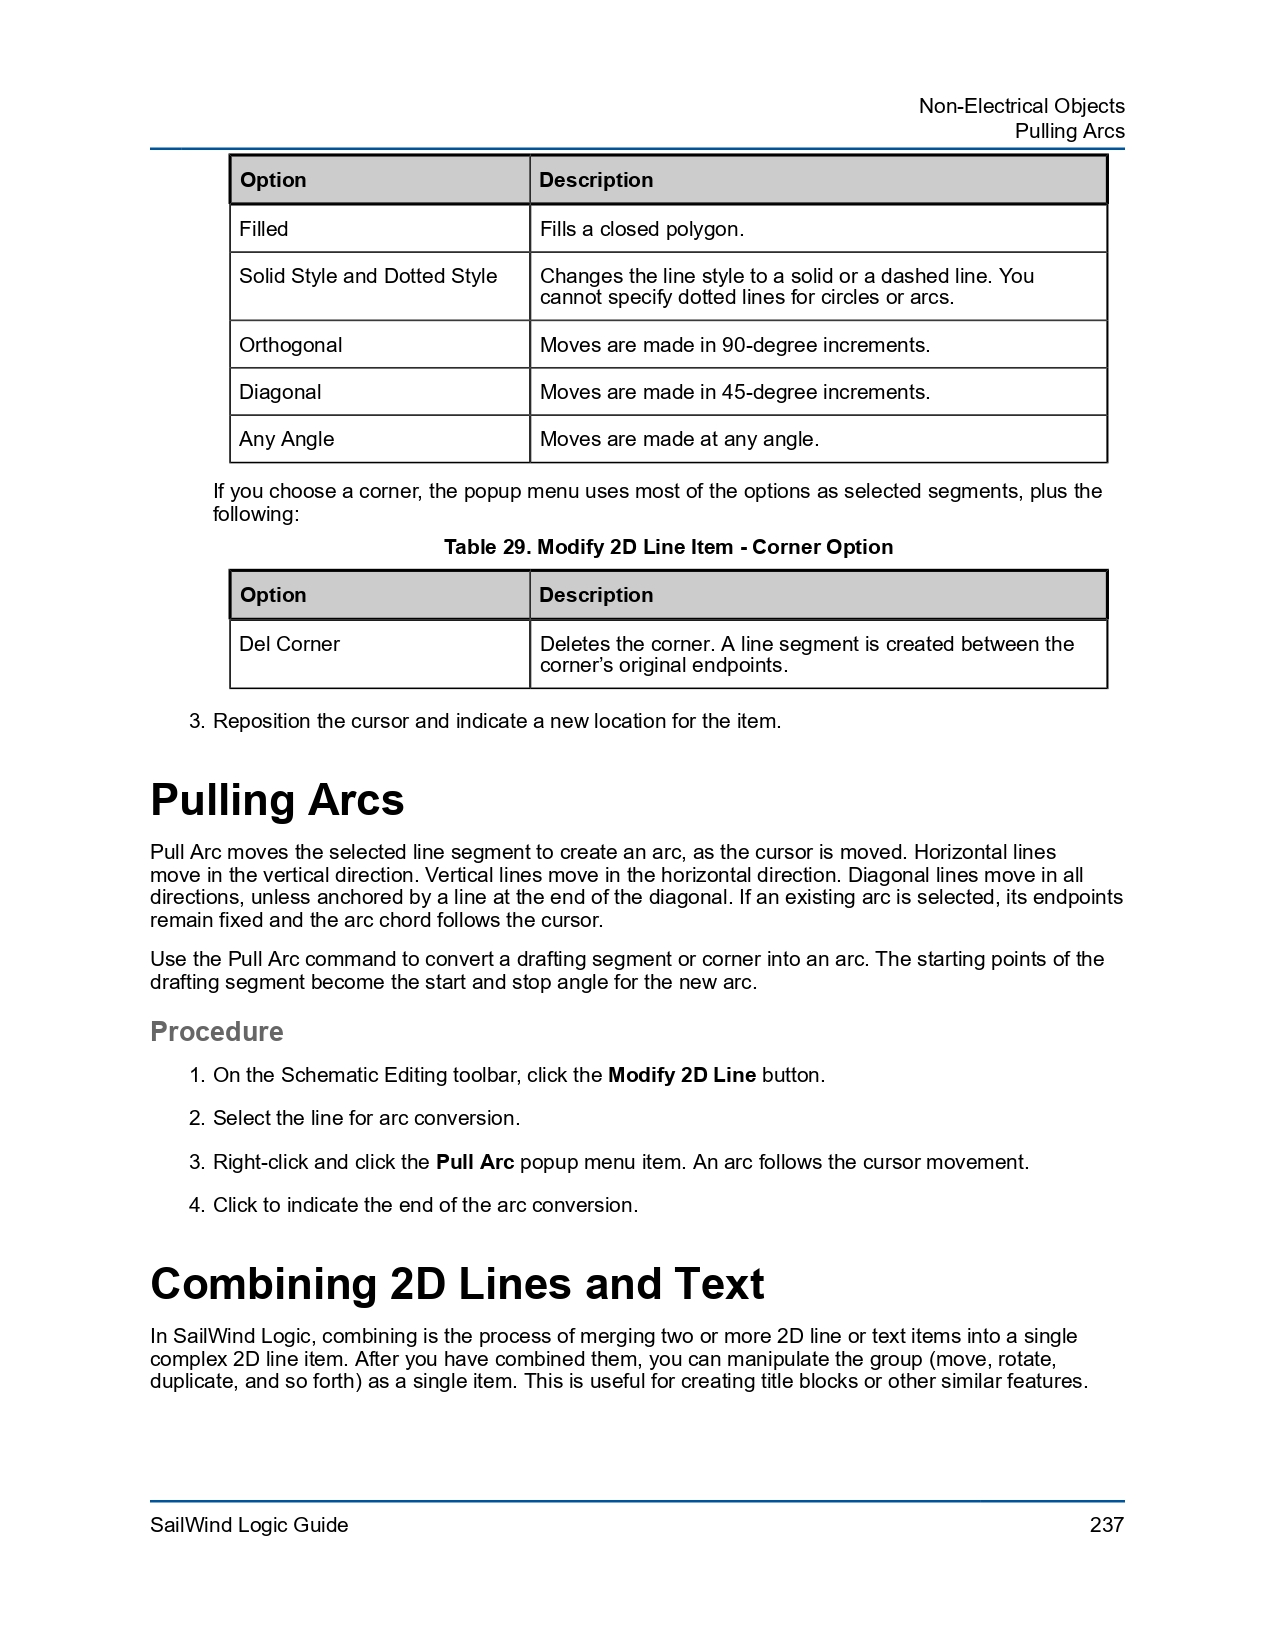 Non-Electrical Objects
Pulling Arcs
Option Description
Filled Fills a closed polygon.
Solid Style and Dotted Style Changes the line style to a solid or a dashed line. You
cannot specify dotted lines for circles or arcs.
Orthogonal Moves are made in 90-degree increments.
Diagonal Moves are made in 45-degree increments.
Any Angle Moves are made at any angle.
If you choose a corner, the popup menu uses most of the options as selected segments, plus the
following:
Table 29. Modify 2D Line Item - Corner Option
Option Description
Del Corner Deletes the corner. A line segment is created between the
corner’s original endpoints.
3. Reposition the cursor and indicate a new location for the item.
Pulling Arcs
Pull Arc moves the selected line segment to create an arc, as the cursor is moved. Horizontal lines
move in the vertical direction. Vertical lines move in the horizontal direction. Diagonal lines move in all
directions, unless anchored by a line at the end of the diagonal. If an existing arc is selected, its endpoints
remain fixed and the arc chord follows the cursor.
Use the Pull Arc command to convert a drafting segment or corner into an arc. The starting points of the
drafting segment become the start and stop angle for the new arc.
Procedure
1. On the Schematic Editing toolbar, click the Modify 2D Line button.
2. Select the line for arc conversion.
3. Right-click and click the Pull Arc popup menu item. An arc follows the cursor movement.
4. Click to indicate the end of the arc conversion.
Combining 2D Lines and Text
In SailWind Logic, combining is the process of merging two or more 2D line or text items into a single
complex 2D line item. After you have combined them, you can manipulate the group (move, rotate,
duplicate, and so forth) as a single item. This is useful for creating title blocks or other similar features.
SailWind Logic Guide 237